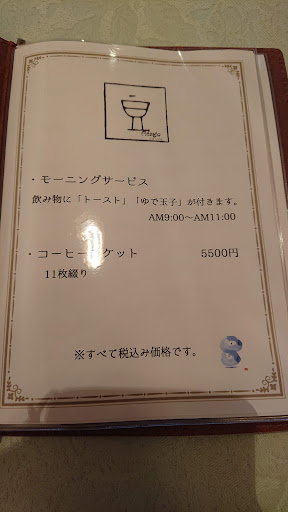 ・モーニングサービス
飲み物に「トースト」「ゆで玉子」が付きます。
AM9:00～AM11:00
・コーヒーチケット 5500円
11枚綴り
※すべて税込み価格です。